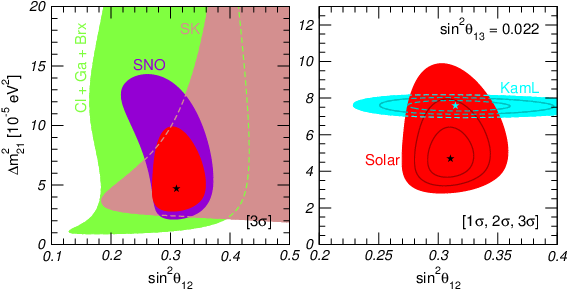 Δm²₂₁ [10⁻⁵ eV²]
20
15
10
5
0
Cl + Ga + Brx
SK
SNO
[3σ]
0.1 0.2 0.3 0.4 0.5
sin²θ₁₂
12
10
8
6
4
2
0
sin²θ₁₃ = 0.022
KamL
Solar
[1σ, 2σ, 3σ]
0.2 0.25 0.3 0.35 0.4
sin²θ₁₂